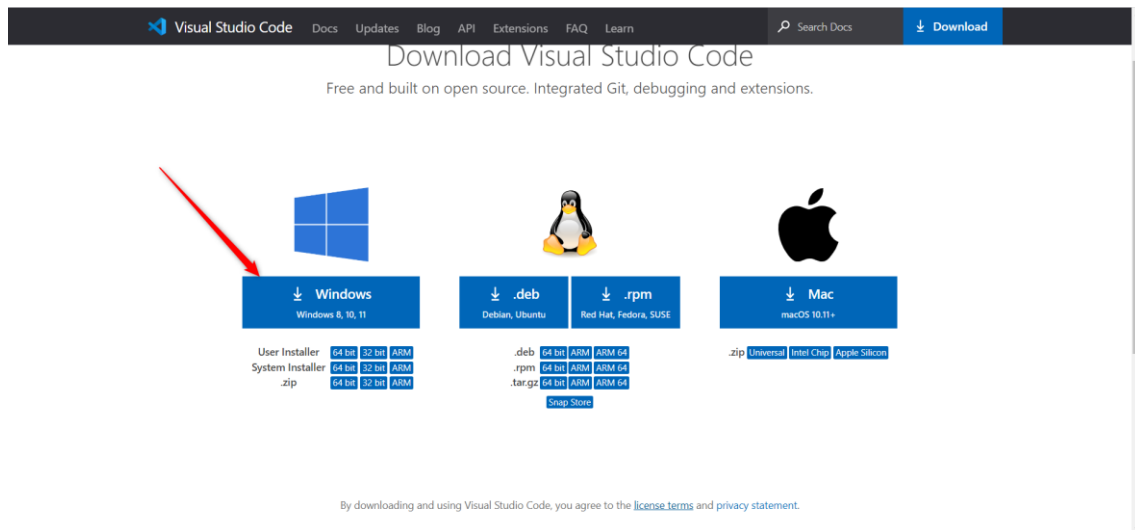 Visual Studio Code Docs Updates Blog API Extensions FAQ Learn Search Docs Download
Download Visual Studio Code
Free and built on open source. Integrated Git, debugging and extensions.
Windows
Windows 8, 10, 11
.deb
Debian, Ubuntu
.rpm
Red Hat, Fedora, SUSE
Mac
macOS 10.11+
User Installer 64 bit 32 bit ARM
System Installer 64 bit 32 bit ARM
.zip 64 bit 32 bit ARM
.deb 64 bit ARM ARM 64
.rpm 64 bit ARM ARM 64
.tar.gz 64 bit ARM ARM 64
Snap Store
.zip Universal Intel Chip Apple Silicon
By downloading and using Visual Studio Code, you agree to the license terms and privacy statement.